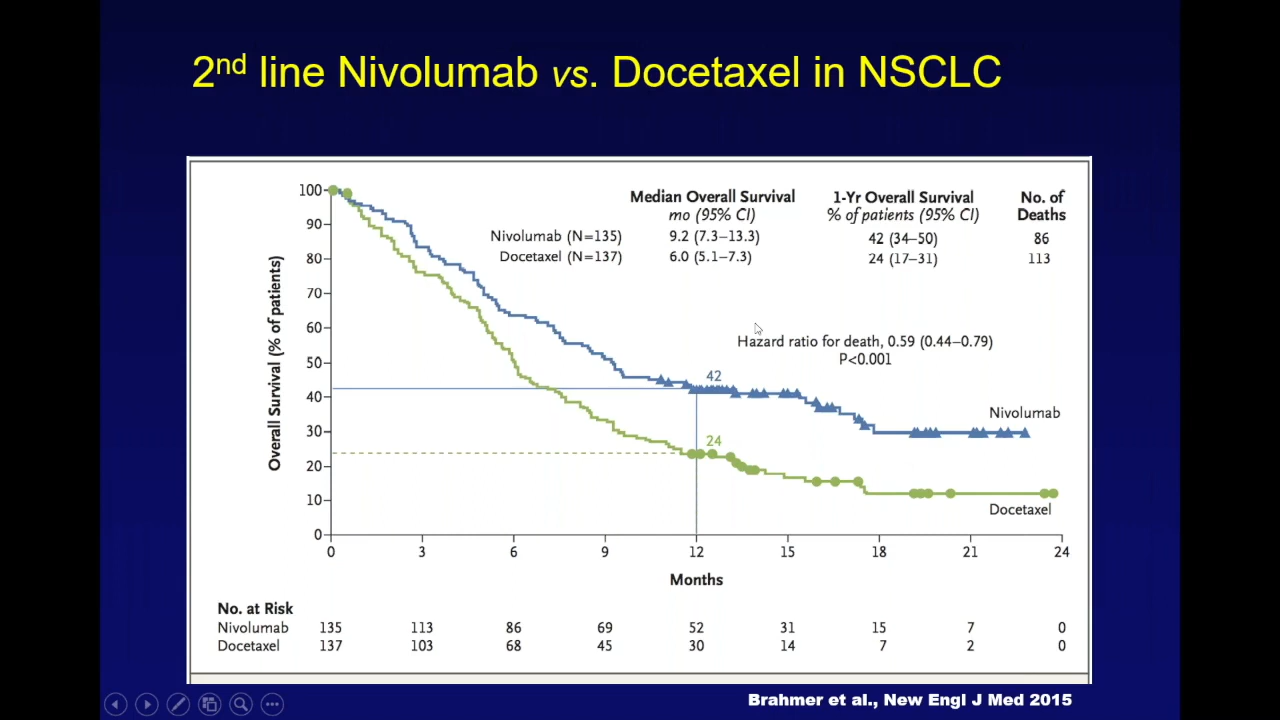 2nd line Nivolumab vs. Docetaxel in NSCLC
Median Overall Survival
mo (95% CI)
1-Yr Overall Survival
% of patients (95% CI)
No. of
Deaths
Nivolumab (N=135) 9.2 (7.3–13.3) 42 (34–50) 86
Docetaxel (N=137) 6.0 (5.1–7.3) 24 (17–31) 113
Hazard ratio for death, 0.59 (0.44–0.79)
P<0.001
Overall Survival (% of patients)
100
90
80
70
60
50
40
30
20
10
0
42
24
Nivolumab
Docetaxel
0 3 6 9 12 15 18 21 24
Months
No. at Risk
Nivolumab 135 113 86 69 52 31 15 7 0
Docetaxel 137 103 68 45 30 14 7 2 0
Brahmer et al., New Engl J Med 2015